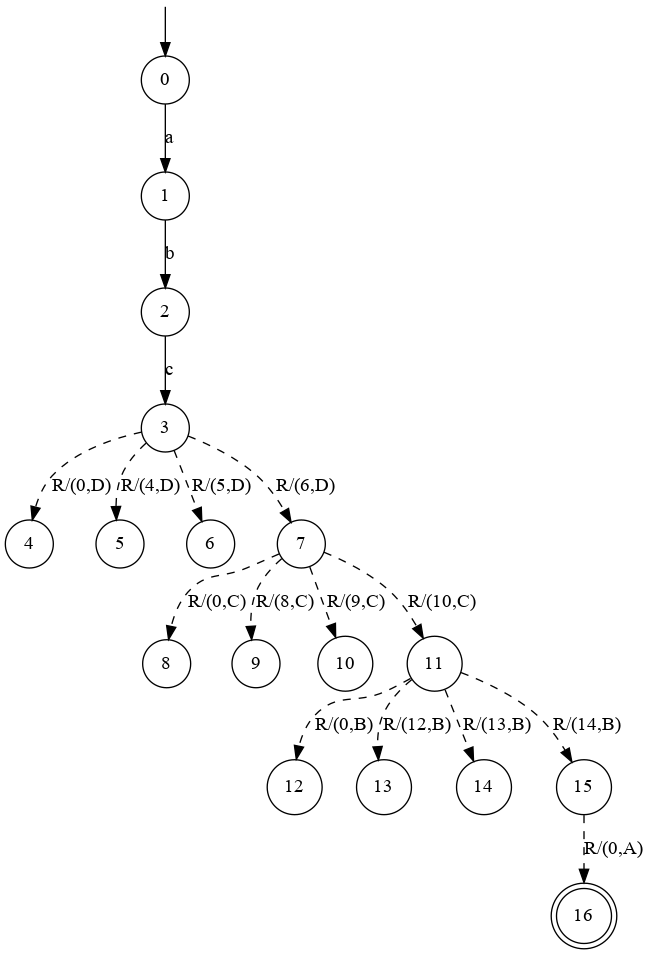 0
a
1
b
2
c
3
R/(0,D) R/(4,D) R/(5,D) R/(6,D)
4 5 6 7
R/(0,C) R/(8,C) R/(9,C) R/(10,C)
8 9 10 11
R/(0,B) R/(12,B) R/(13,B) R/(14,B)
12 13 14 15
R/(0,A)
16